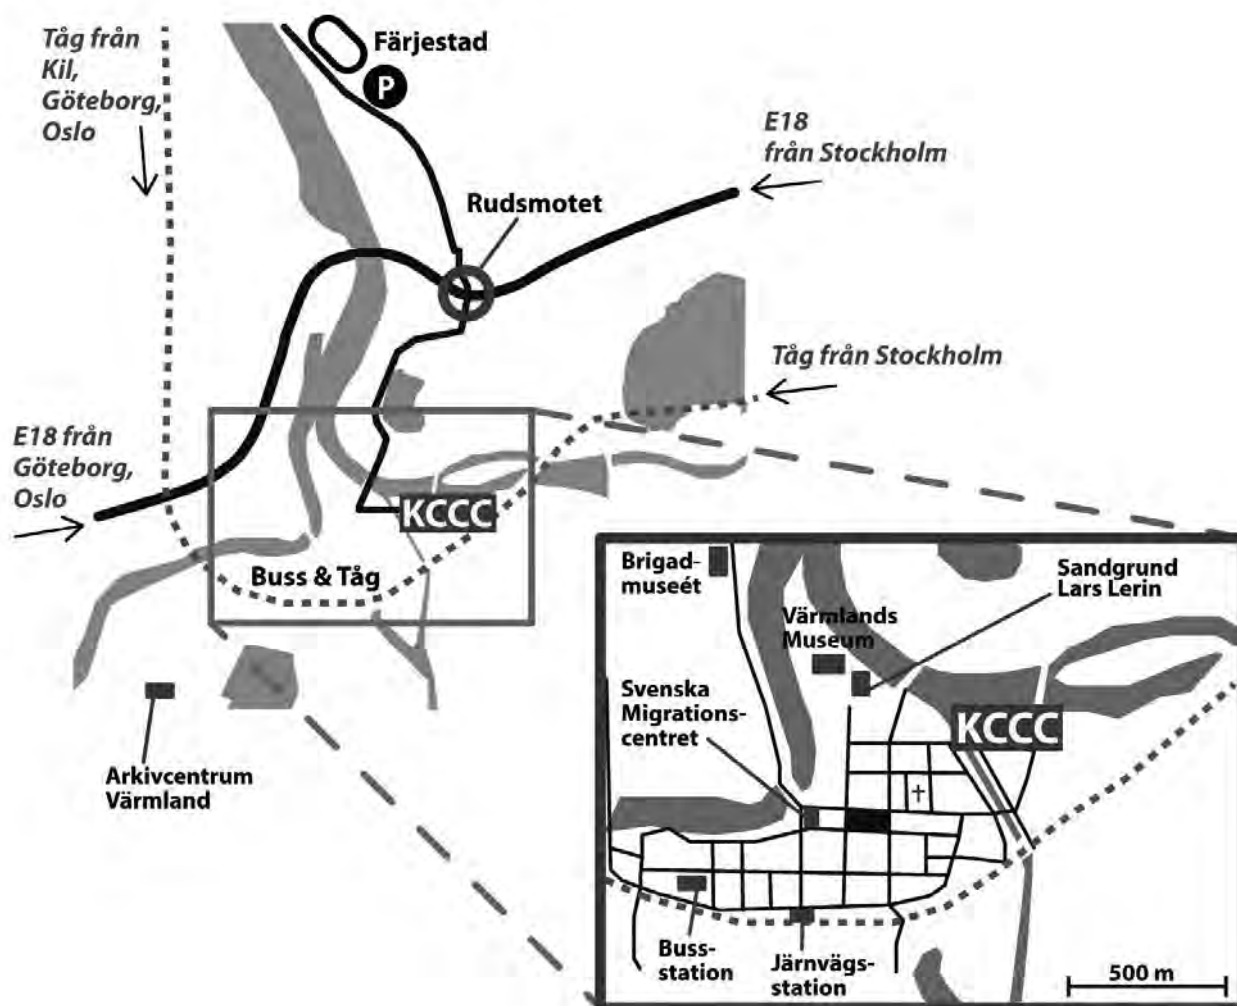 Tåg från
Kil,
Göteborg,
Oslo
Färjestad
P
E18
från Stockholm
Rudsmotet
Tåg från Stockholm
E18 från
Göteborg,
Oslo
KCCC
Buss & Tåg
Arkivcentrum
Värmland
Brigad-
museét
Sandgrund
Lars Lerin
Värmlands
Museum
Svenska
Migrations-
centret
KCCC
Buss-
station
Järnvägs-
station
500 m